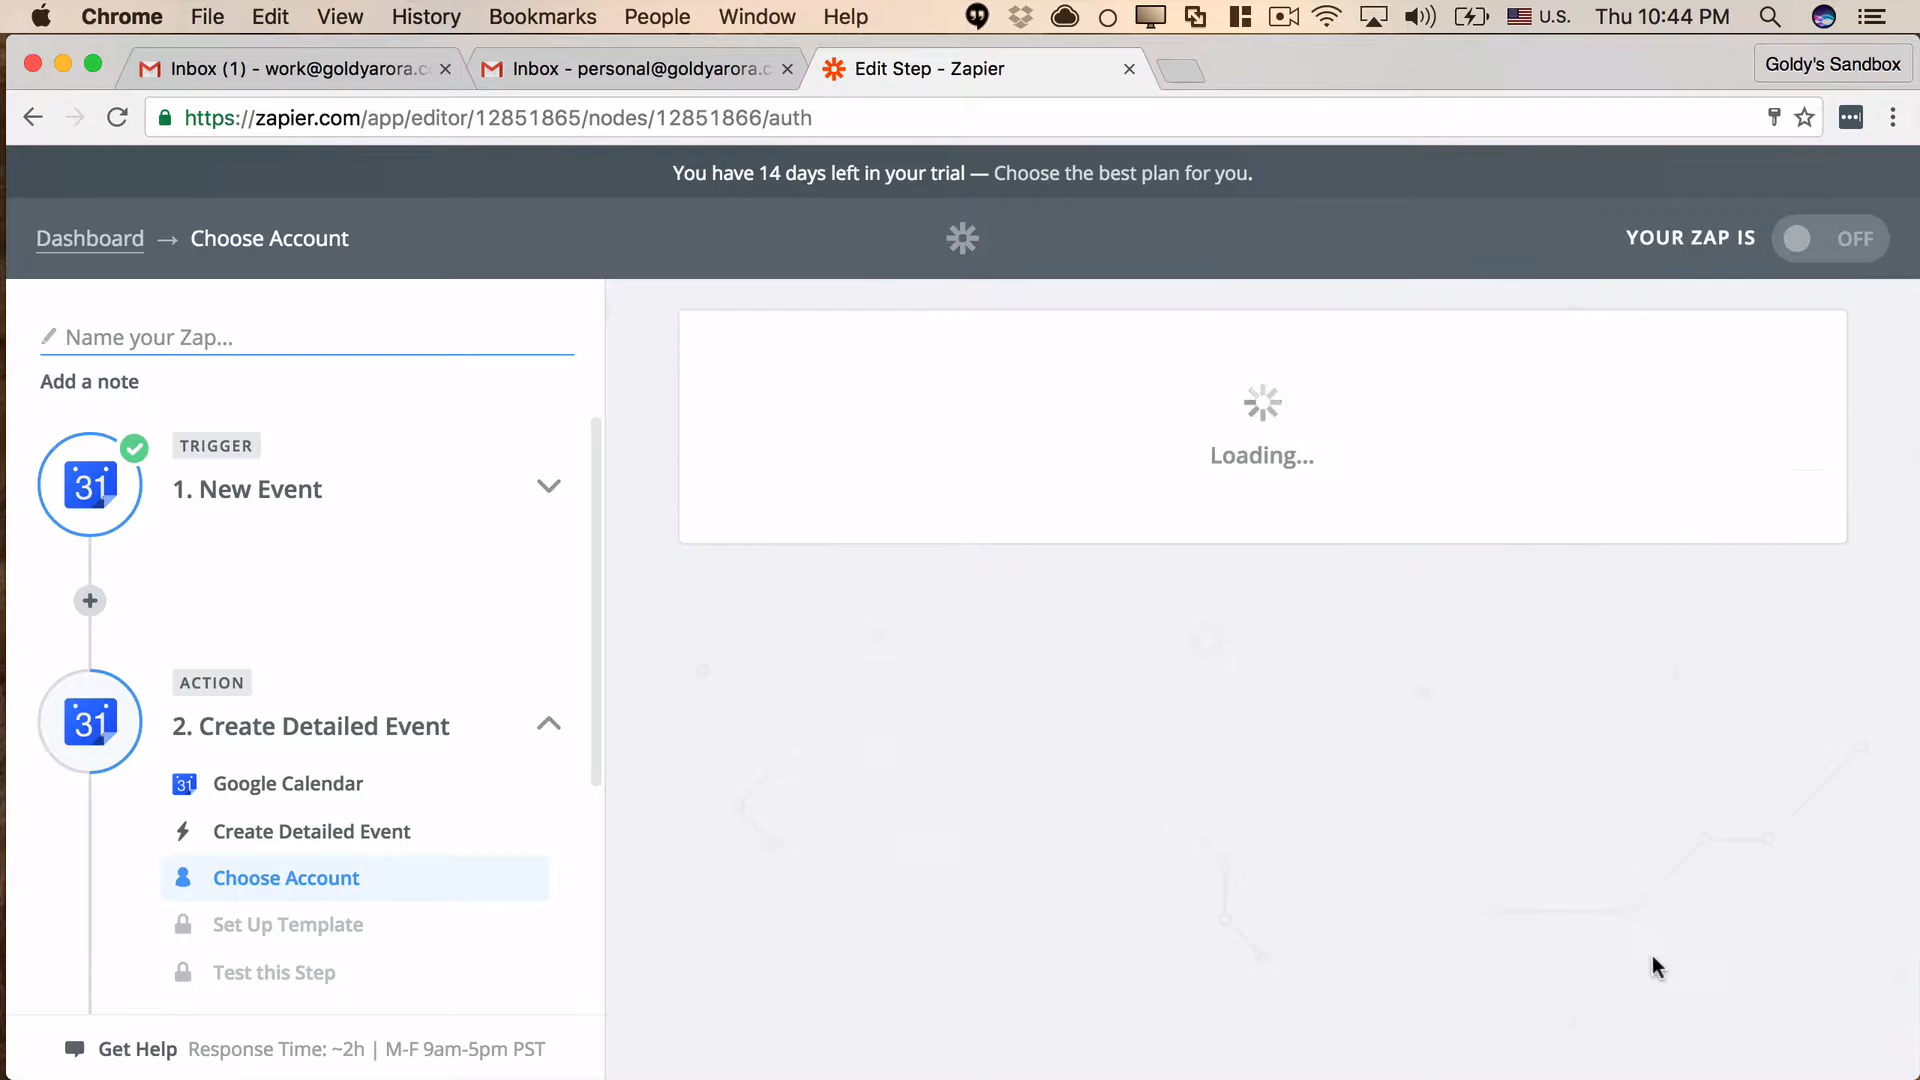 Chrome File Edit View History Bookmarks People Window Help U.S. Thu 10:44 PM
Inbox (1) - work@goldyarora.c
Inbox - personal@goldyarora.c
Edit Step - Zapier
Goldy's Sandbox
https://zapier.com/app/editor/12851865/nodes/12851866/auth
You have 14 days left in your trial — Choose the best plan for you.
Dashboard → Choose Account
YOUR ZAP IS OFF
Name your Zap...
Add a note
31
TRIGGER
1. New Event
Loading...
31
ACTION
2. Create Detailed Event
31 Google Calendar
Create Detailed Event
Choose Account
Set Up Template
Test this Step
Get Help Response Time: ~2h | M-F 9am-5pm PST